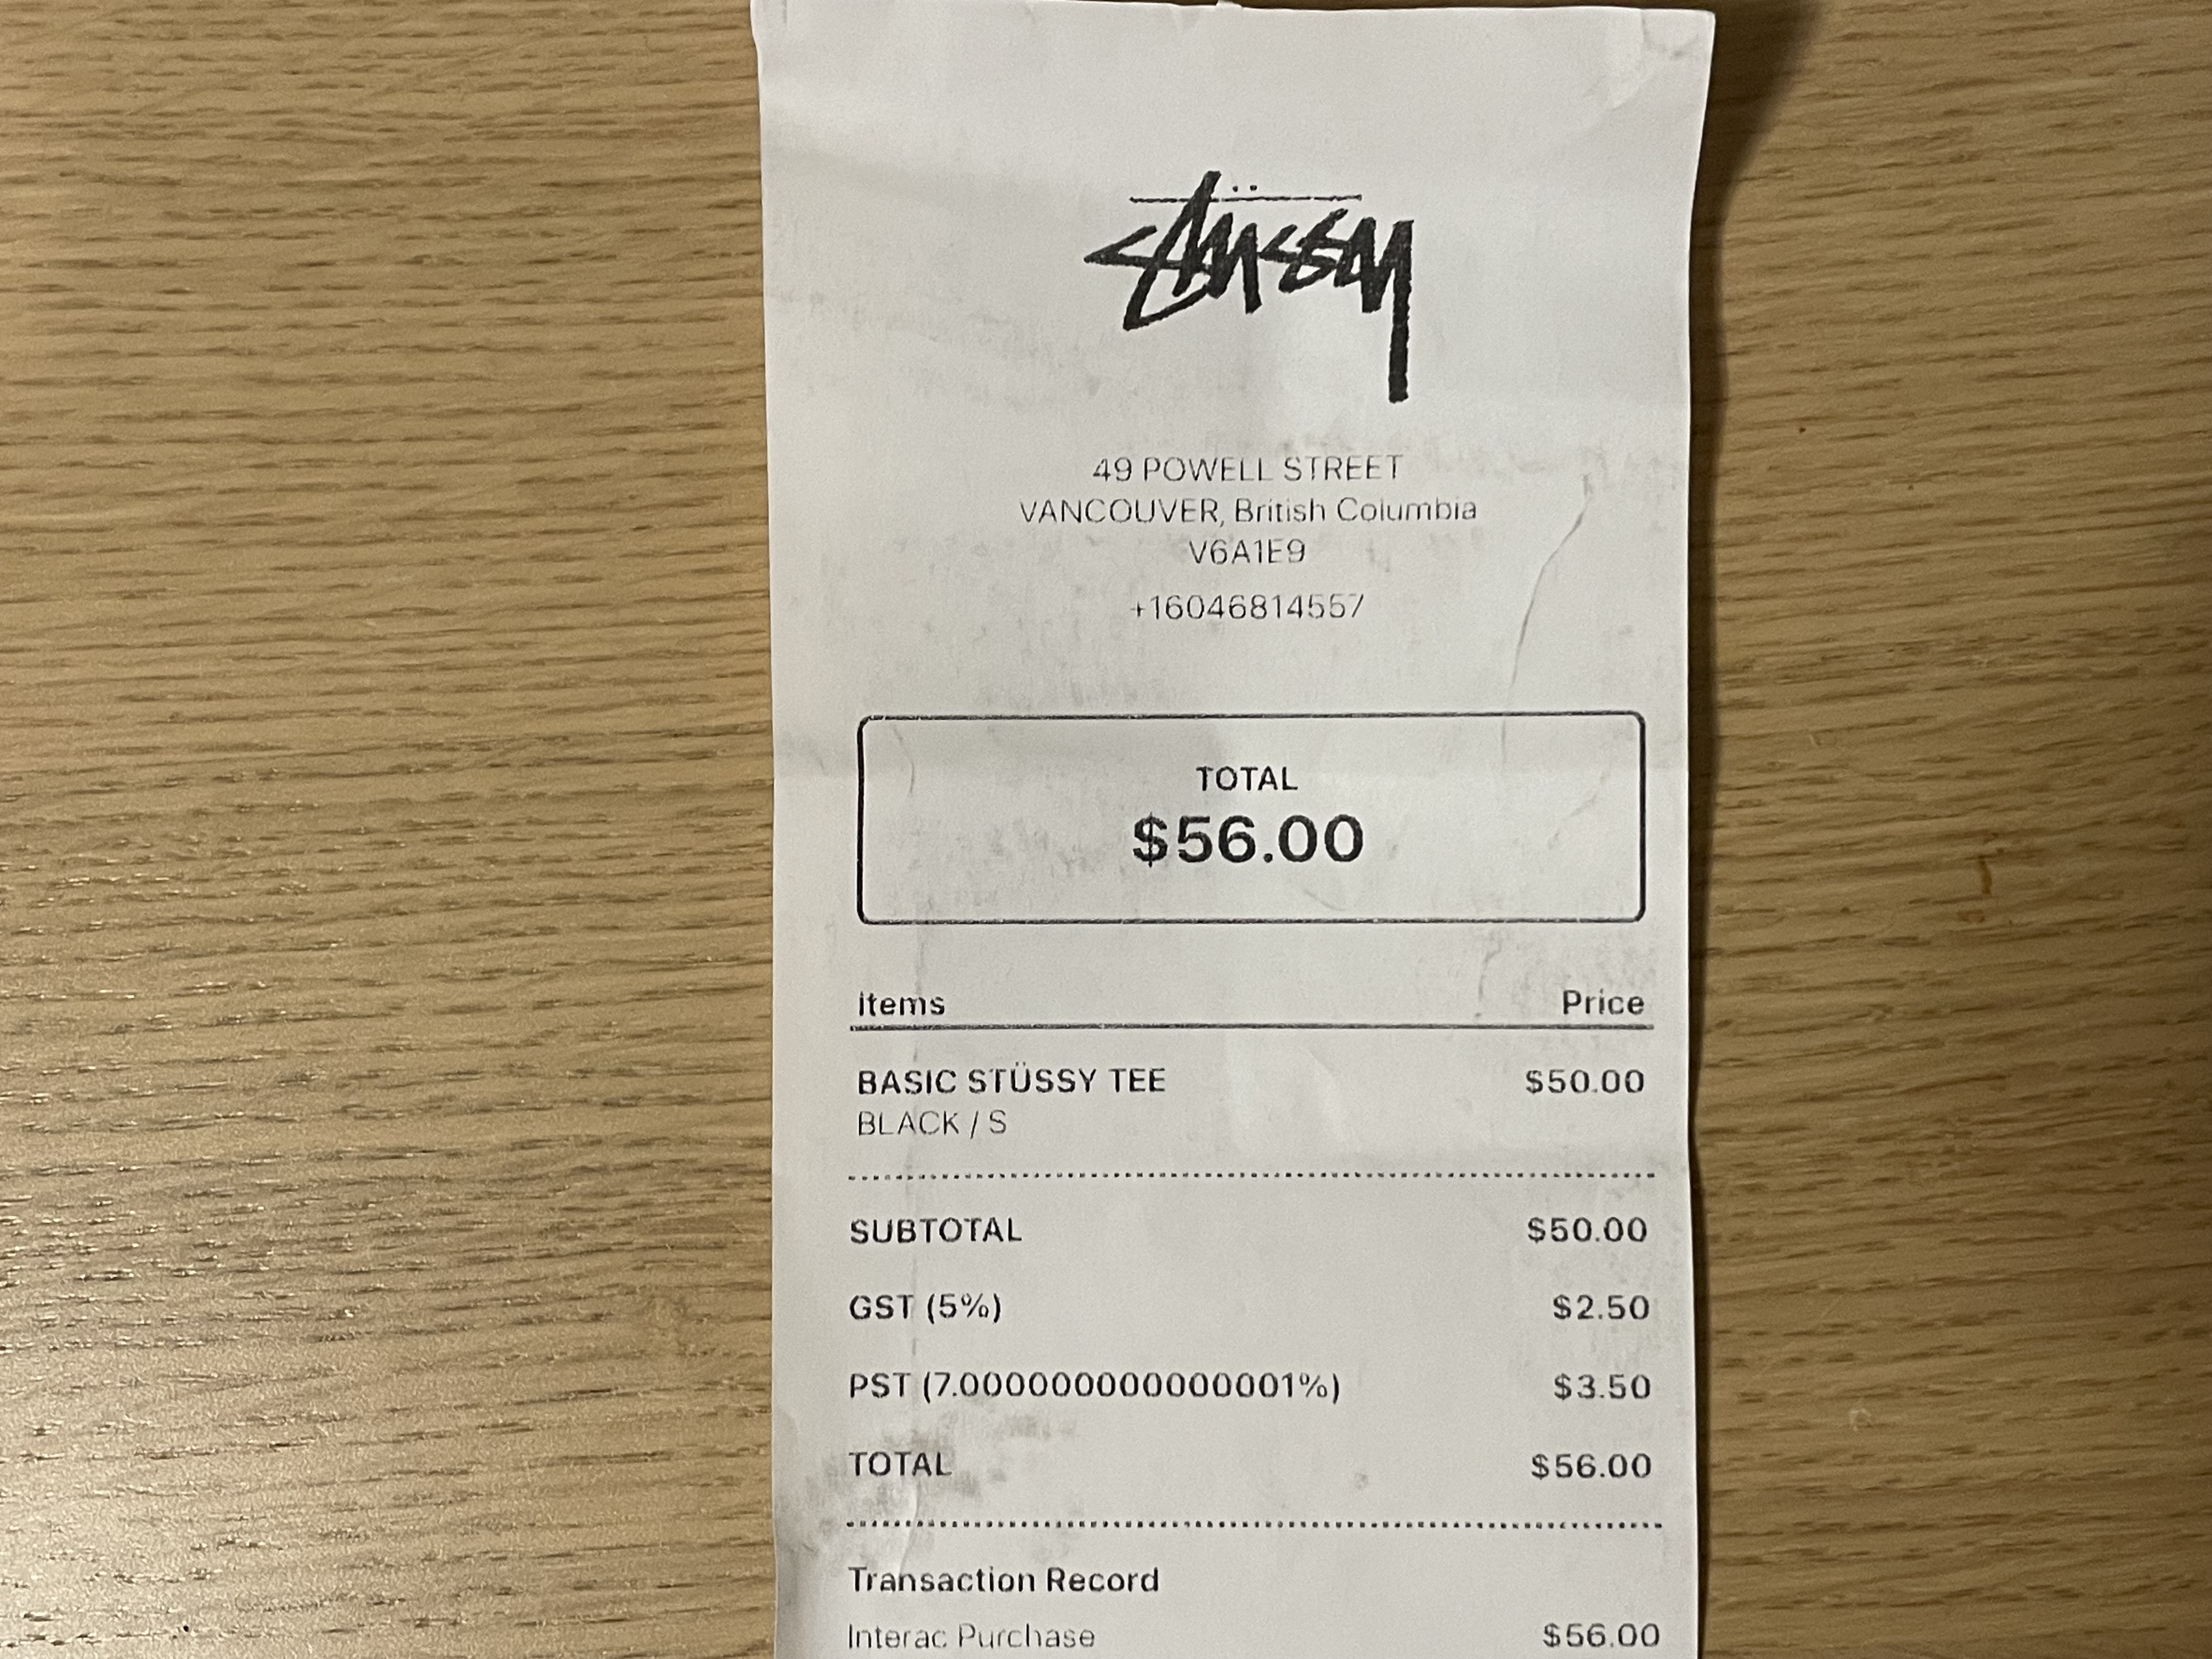 Stüssy
49 POWELL STREET
VANCOUVER, British Columbia
V6A1E9
+16046814557
TOTAL
$56.00
Items Price
BASIC STÜSSY TEE $50.00
BLACK / S
SUBTOTAL $50.00
GST (5%) $2.50
PST (7.000000000000001%) $3.50
TOTAL $56.00
Transaction Record
Interac Purchase $56.00